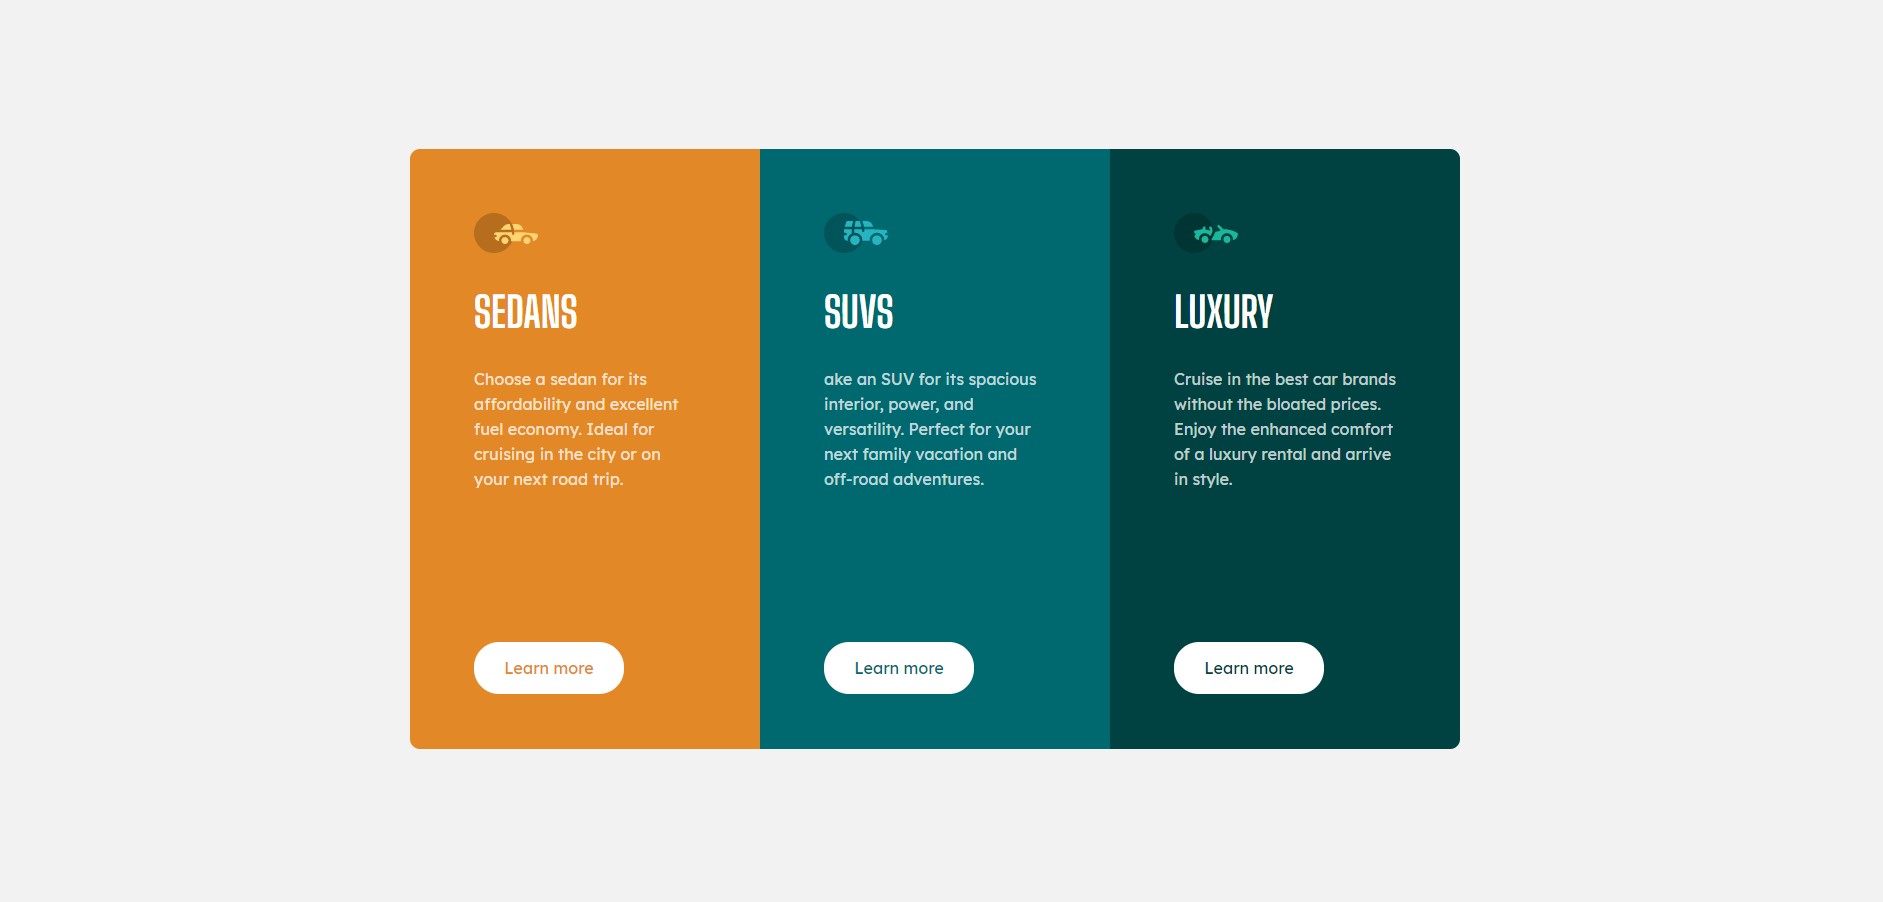 SEDANS
Choose a sedan for its
affordability and excellent
fuel economy. Ideal for
cruising in the city or on
your next road trip.
Learn more
SUVS
ake an SUV for its spacious
interior, power, and
versatility. Perfect for your
next family vacation and
off-road adventures.
Learn more
LUXURY
Cruise in the best car brands
without the bloated prices.
Enjoy the enhanced comfort
of a luxury rental and arrive
in style.
Learn more